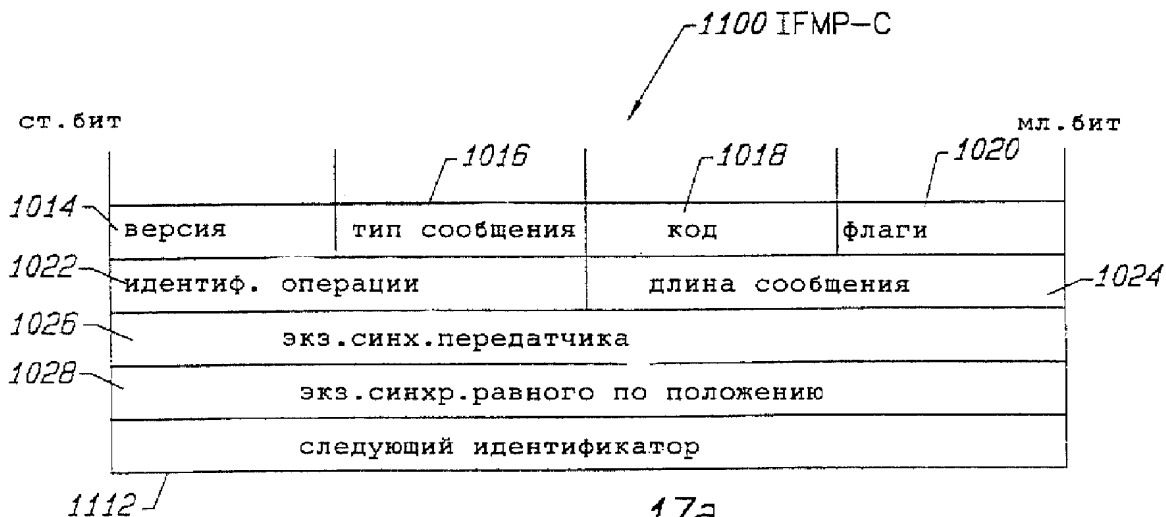 1100 IFMP-C
ст.бит мл.бит
1016 1018 1020
1014 версия тип сообщения код флаги
1022 идентиф. операции длина сообщения 1024
1026 экз.синх.передатчика
1028 экз.синхр.равного по положению
следующий идентификатор
1112 17a